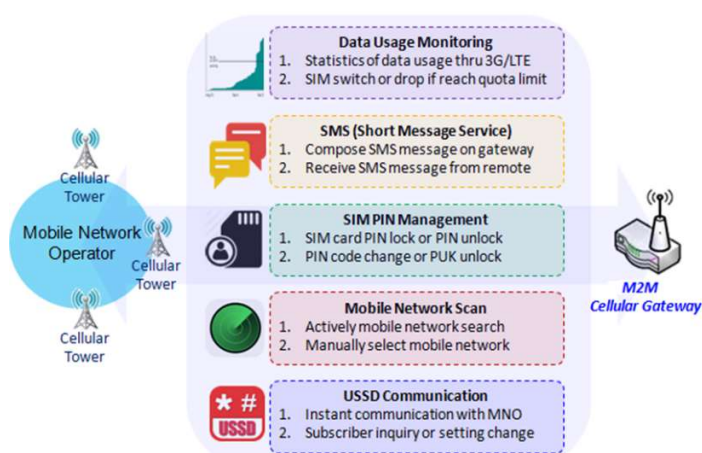 Data Usage Monitoring
1. Statistics of data usage thru 3G/LTE
2. SIM switch or drop if reach quota limit
SMS (Short Message Service)
1. Compose SMS message on gateway
2. Receive SMS message from remote
Cellular
Tower
Mobile Network
Operator
Cellular
Tower
SIM PIN Management
1. SIM card PIN lock or PIN unlock
2. PIN code change or PUK unlock
M2M
Cellular Gateway
Cellular
Tower
Mobile Network Scan
1. Actively mobile network search
2. Manually select mobile network
* #
USSD
USSD Communication
1. Instant communication with MNO
2. Subscriber inquiry or setting change